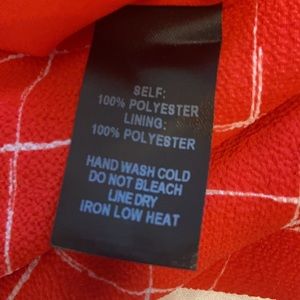 SELF:
100% POLYESTER
LINING:
100% POLYESTER
HAND WASH COLD
DO NOT BLEACH
LINE DRY
IRON LOW HEAT